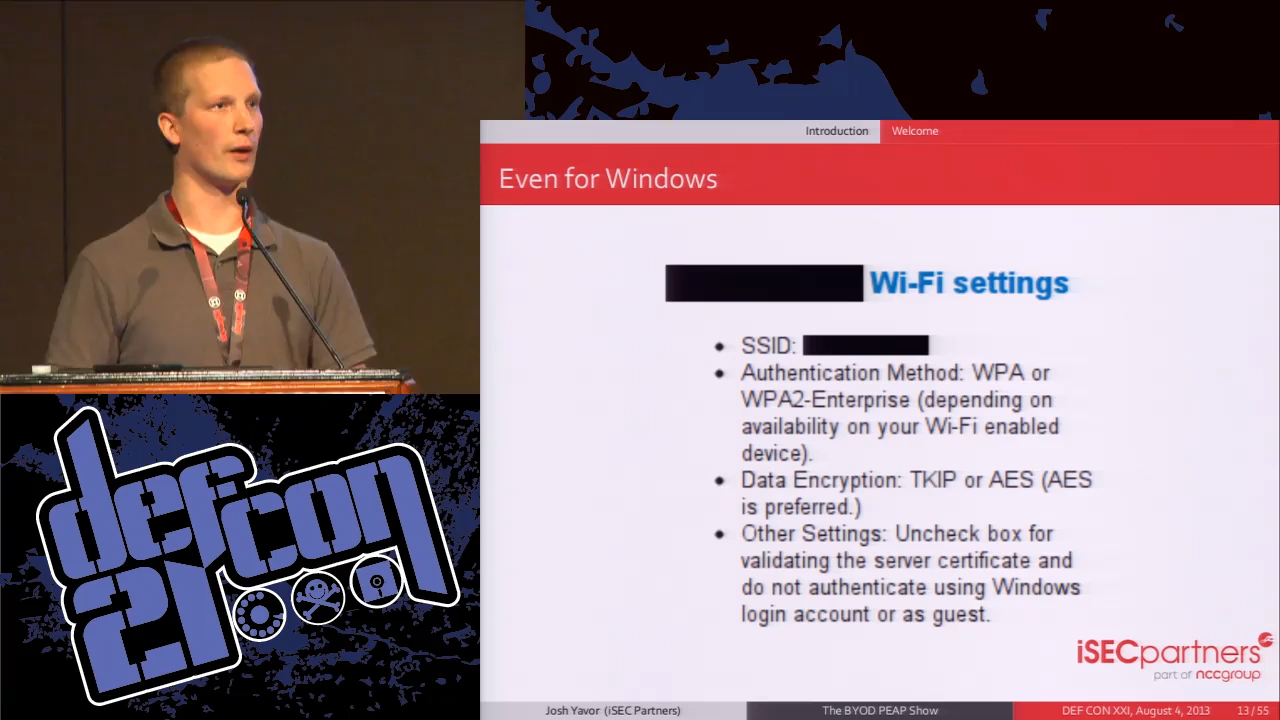 Introduction
Welcome
Even for Windows
Wi-Fi settings
• SSID:
• Authentication Method: WPA or
WPA2-Enterprise (depending on
availability on your Wi-Fi enabled
device).
• Data Encryption: TKIP or AES (AES
is preferred.)
• Other Settings: Uncheck box for
validating the server certificate and
do not authenticate using Windows
login account or as guest.
iSECpartners
part of nccgroup
Josh Yavor (iSEC Partners)
The BYOD PEAP Show
DEF CON XXI, August 4, 2013
13 / 55
defcon
21